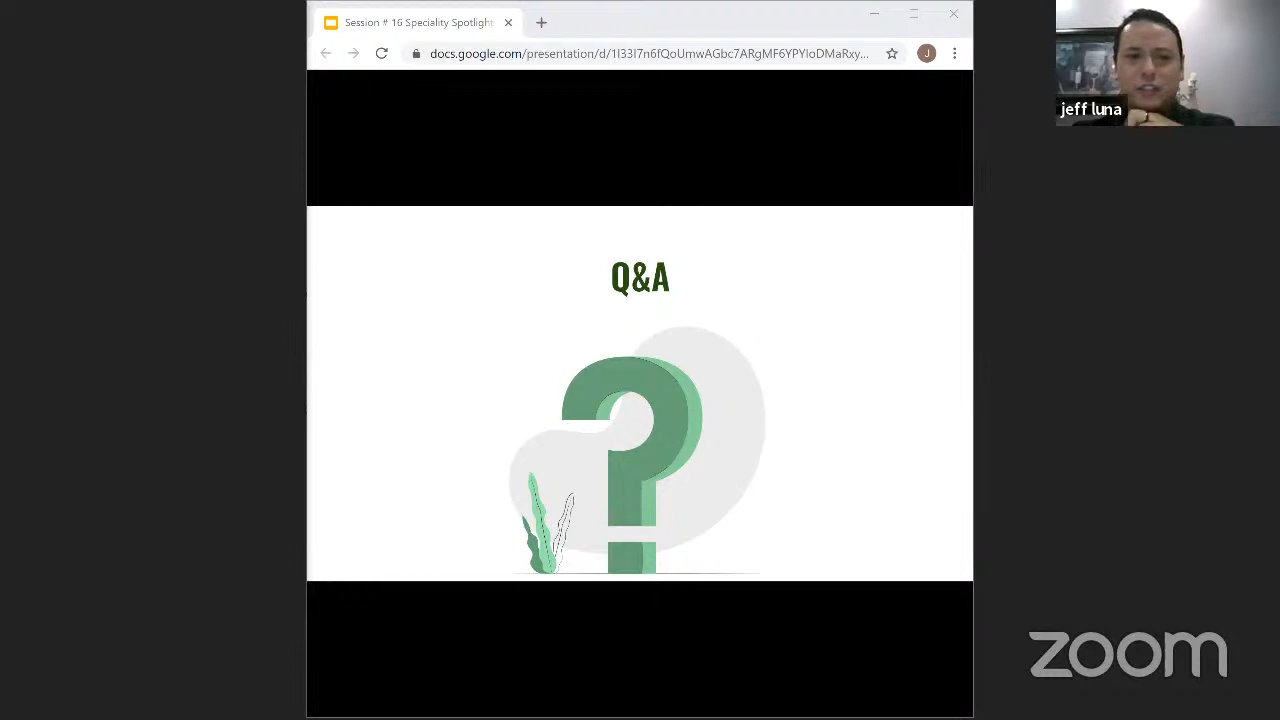 Session # 16 Speciality Spotlight
docs.google.com/presentation/d/1I33I7n6fQoUmwAGbc7ARgMF6YPYIoDMaRxy...
J
jeff luna
Q&A
zoom